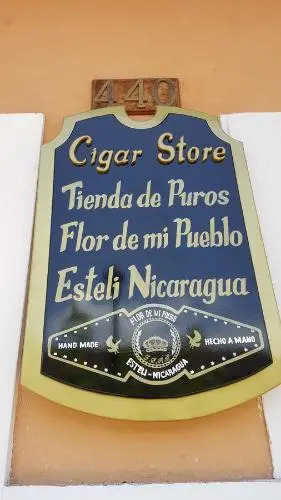 440
Cigar Store
Tienda de Puros
Flor de mi Pueblo
Esteli Nicaragua
FLOR DE MI PUEBLO
HAND MADE
HECHO A MANO
ESTELI - NICARAGUA